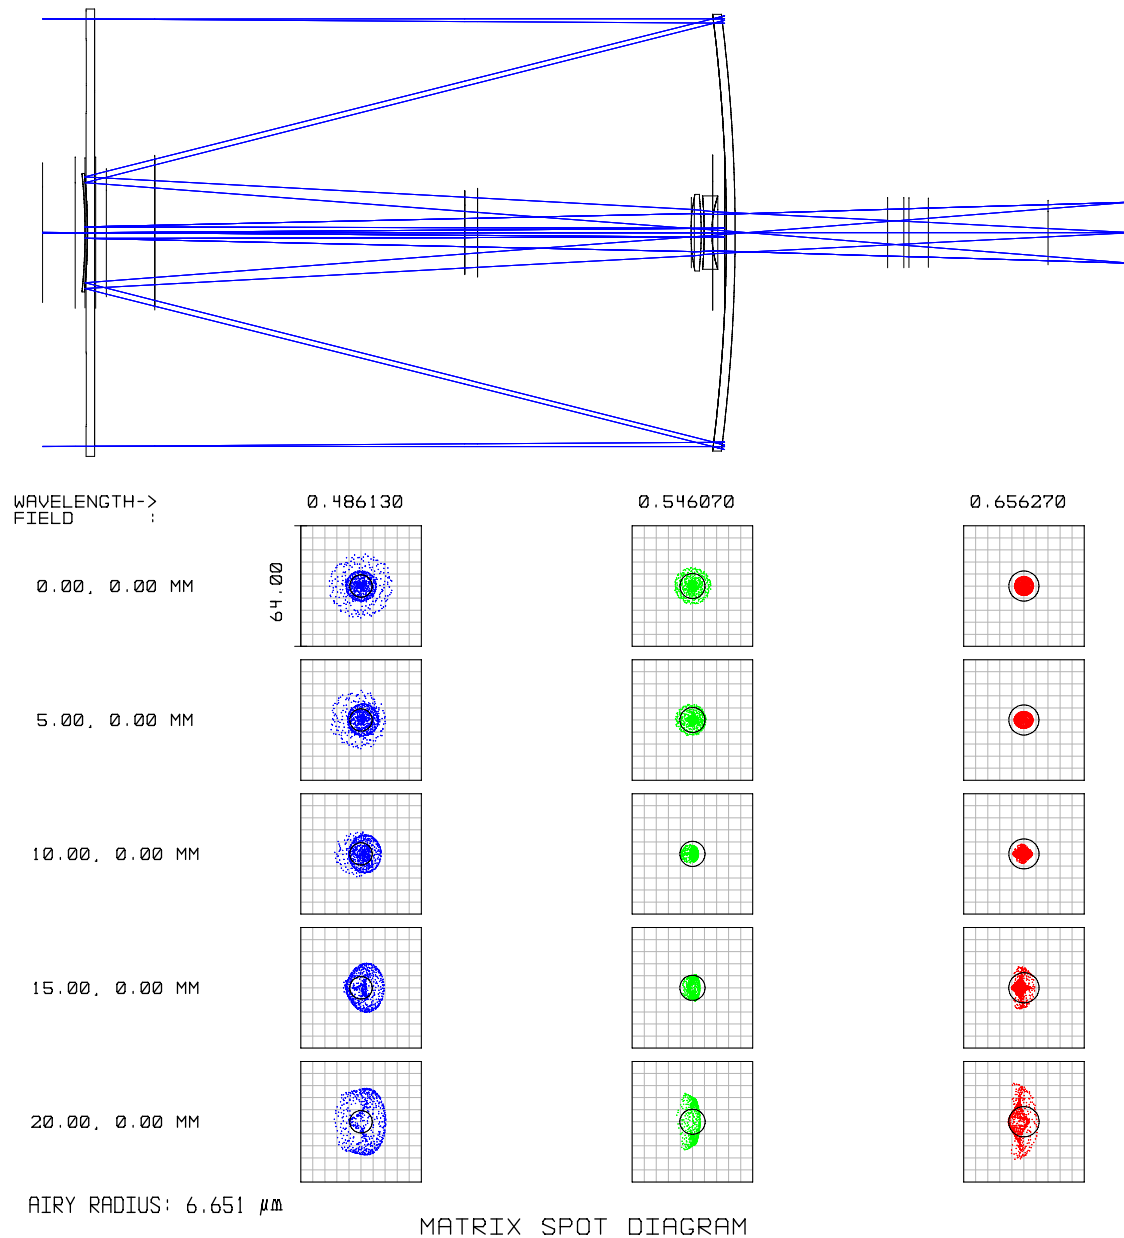 WAVELENGTH-> 0.486130 0.546070 0.656270
FIELD :
0.00, 0.00 MM
64.00
5.00, 0.00 MM
10.00, 0.00 MM
15.00, 0.00 MM
20.00, 0.00 MM
AIRY RADIUS: 6.651 µm
MATRIX SPOT DIAGRAM